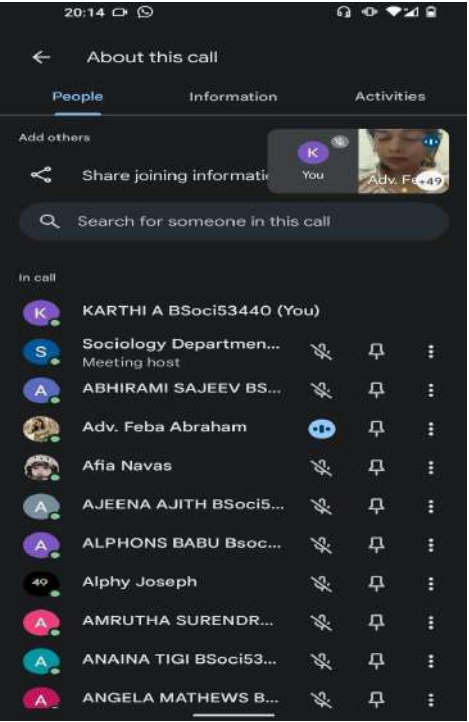 20:14
About this call
People Information Activities
Add others
Share joining informati
K
You
Adv. Fe
+49
Search for someone in this call
In call
K KARTHI A BSoci53440 (You)
S Sociology Departmen...
Meeting host
A ABHIRAMI SAJEEV BS...
Adv. Feba Abraham
Afia Navas
A AJEENA AJITH BSoci5...
A ALPHONS BABU Bsoc...
49 Alphy Joseph
A AMRUTHA SURENDR...
A ANAINA TIGI BSoci53...
A ANGELA MATHEWS B...